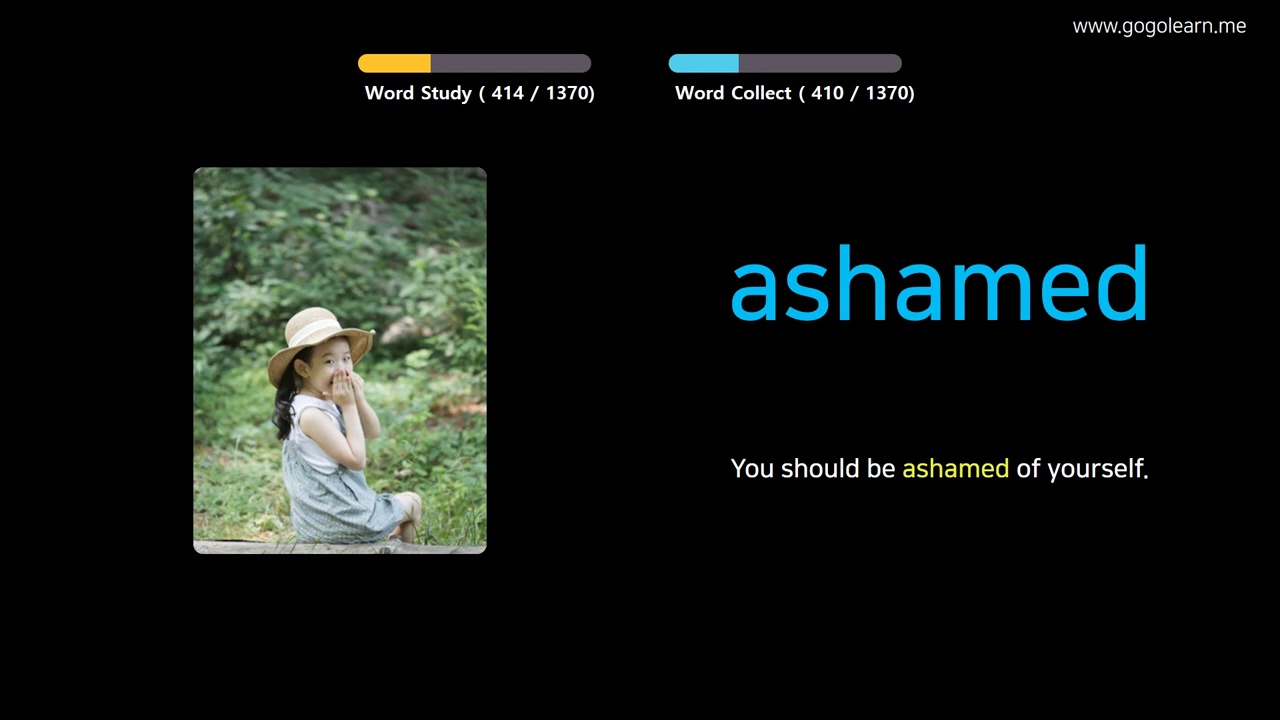 www.gogolearn.me
Word Study ( 414 / 1370)
Word Collect ( 410 / 1370)
ashamed
You should be ashamed of yourself.